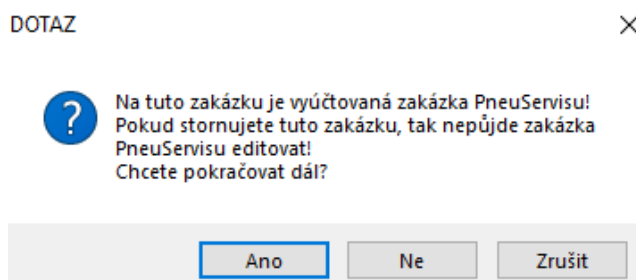 DOTAZ
Na tuto zakázku je vyúčtovaná zakázka PneuServisu!
Pokud stornujete tuto zakázku, tak nepůjde zakázka
PneuServisu editovat!
Chcete pokračovat dál?
Ano Ne Zrušit